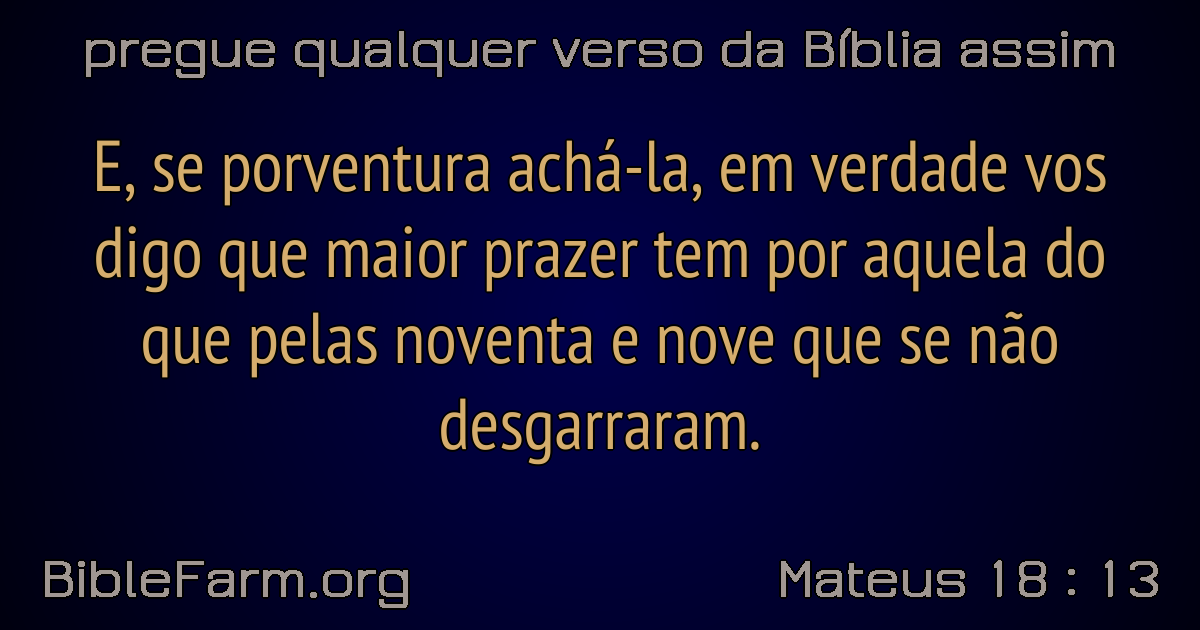 pregue qualquer verso da Bíblia assim
E, se porventura achá-la, em verdade vos
digo que maior prazer tem por aquela do
que pelas noventa e nove que se não
desgarraram.
BibleFarm.org
Mateus 18 : 13